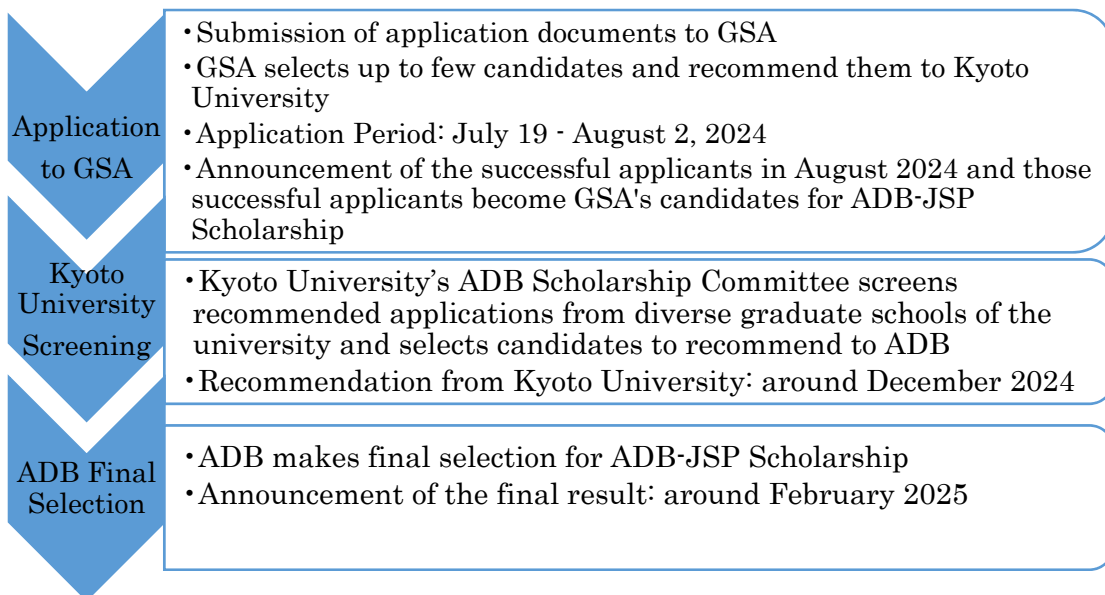 Application
to GSA
・Submission of application documents to GSA
・GSA selects up to few candidates and recommend them to Kyoto
University
・Application Period: July 19 - August 2, 2024
・Announcement of the successful applicants in August 2024 and those
successful applicants become GSA's candidates for ADB-JSP
Scholarship
Kyoto
University
Screening
・Kyoto University’s ADB Scholarship Committee screens
recommended applications from diverse graduate schools of the
university and selects candidates to recommend to ADB
・Recommendation from Kyoto University: around December 2024
ADB Final
Selection
・ADB makes final selection for ADB-JSP Scholarship
・Announcement of the final result: around February 2025